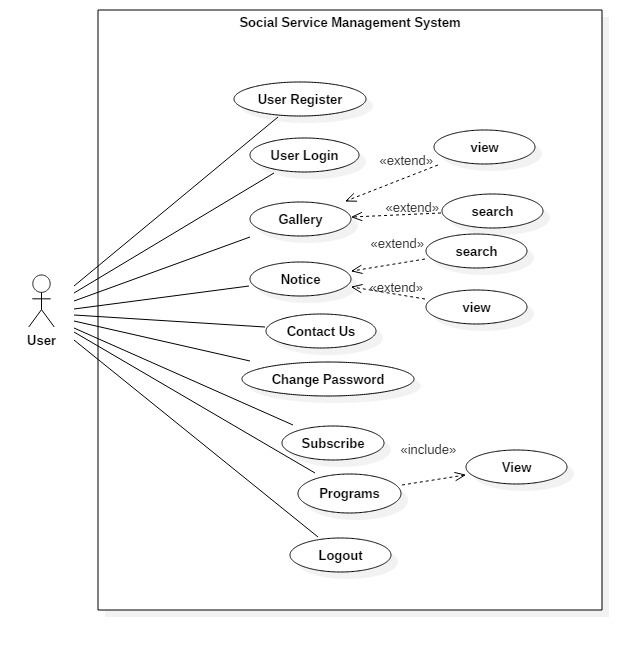 Social Service Management System
User Register
User Login
view
«extend»
«extend»
search
Gallery
«extend»
search
Notice
«extend»
view
Contact Us
User
Change Password
Subscribe
«include»
View
Programs
Logout